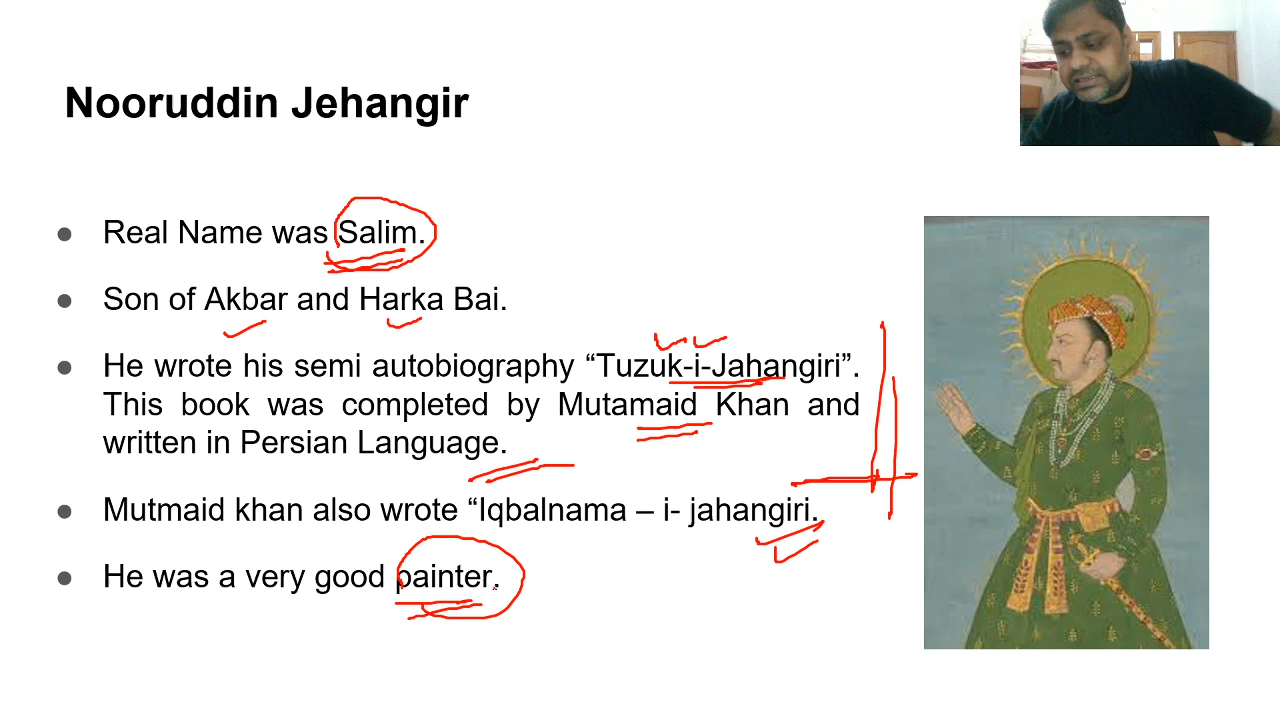 Nooruddin Jehangir
● Real Name was Salim.
● Son of Akbar and Harka Bai.
● He wrote his semi autobiography “Tuzuk-i-Jahangiri”.
This book was completed by Mutamaid Khan and
written in Persian Language.
● Mutmaid khan also wrote “Iqbalnama – i- jahangiri.
● He was a very good painter.